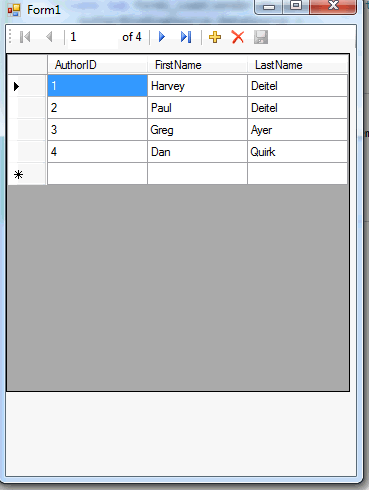 Form1
1 of 4
AuthorID FirstName LastName
1 Harvey Deitel
2 Paul Deitel
3 Greg Ayer
4 Dan Quirk